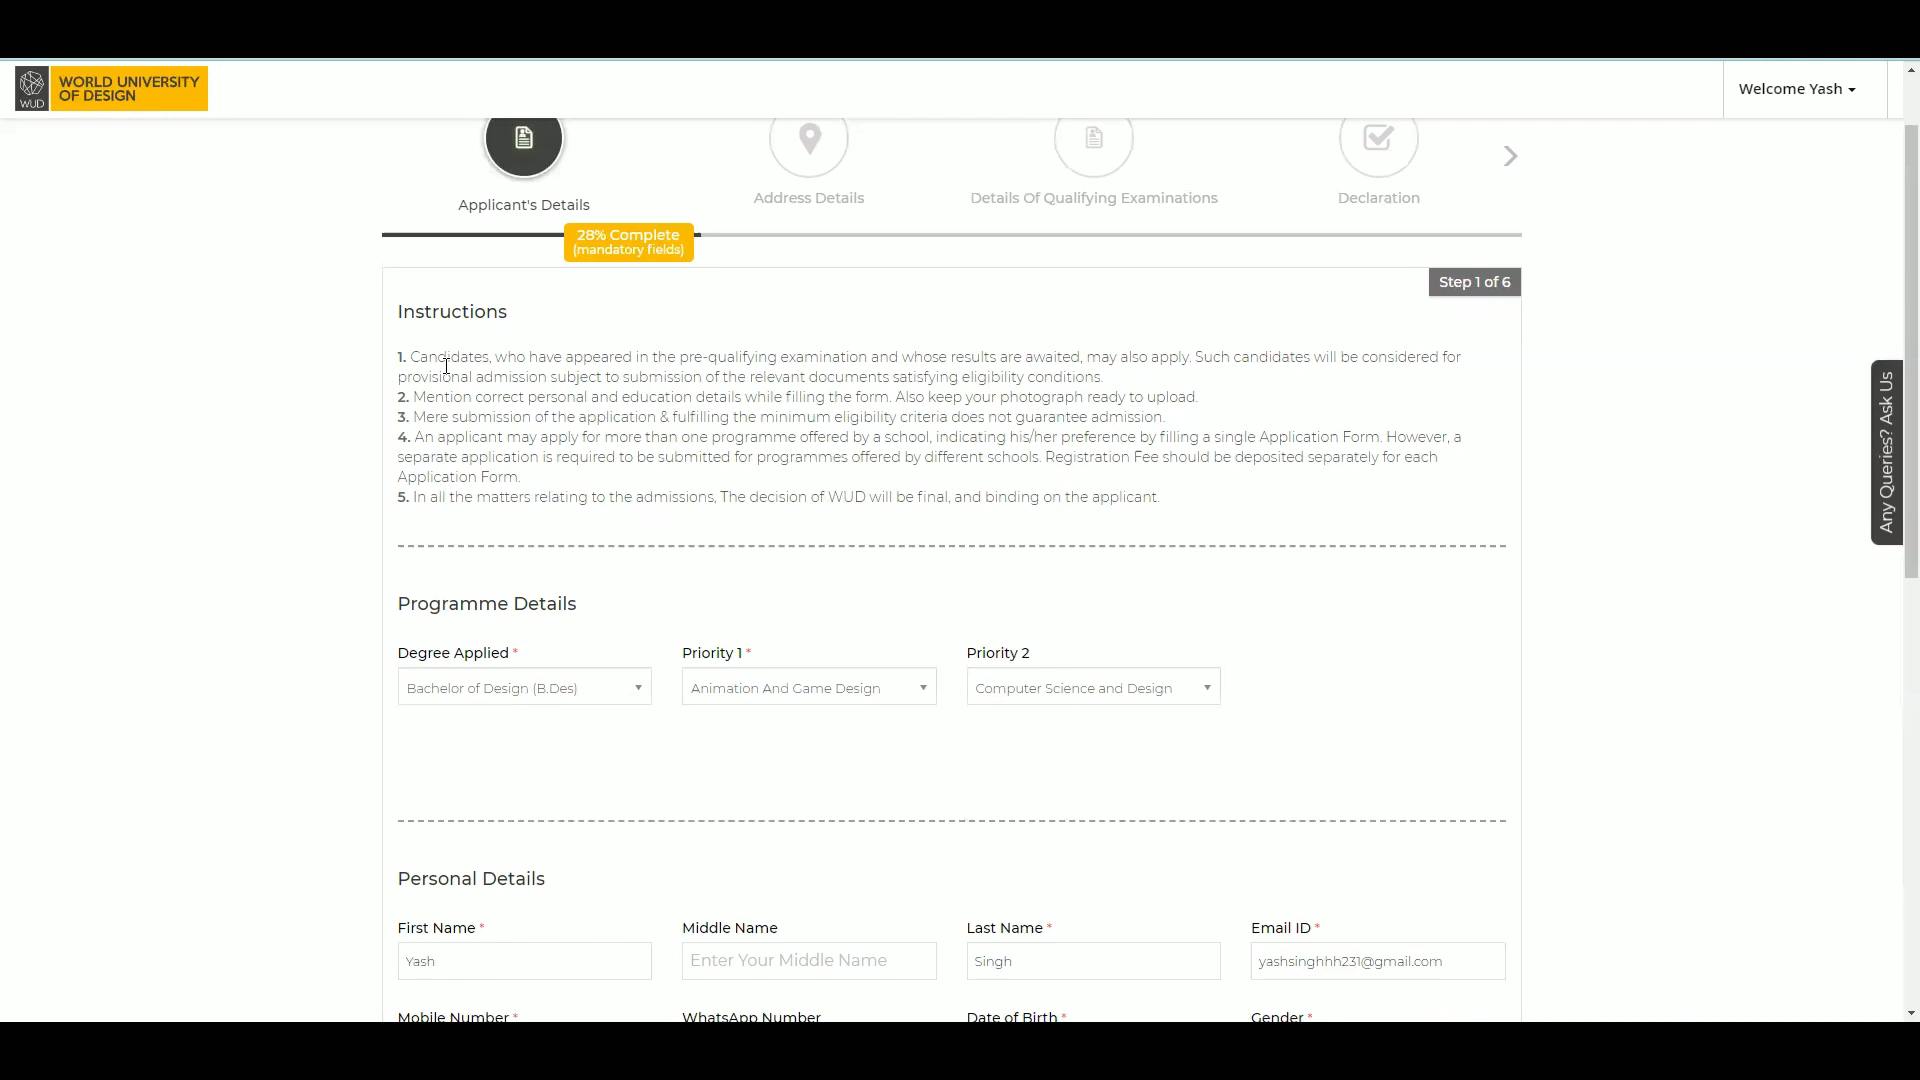 WUD
WORLD UNIVERSITY
OF DESIGN
Welcome Yash
Applicant's Details
Address Details
Details Of Qualifying Examinations
Declaration
28% Complete
(mandatory fields)
Step 1 of 6
Instructions
1. Candidates, who have appeared in the pre-qualifying examination and whose results are awaited, may also apply. Such candidates will be considered for
provisional admission subject to submission of the relevant documents satisfying eligibility conditions.
2. Mention correct personal and education details while filling the form. Also keep your photograph ready to upload.
3. Mere submission of the application & fulfilling the minimum eligibility criteria does not guarantee admission.
4. An applicant may apply for more than one programme offered by a school, indicating his/her preference by filling a single Application Form. However, a
separate application is required to be submitted for programmes offered by different schools. Registration Fee should be deposited separately for each
Application Form.
5. In all the matters relating to the admissions, The decision of WUD will be final, and binding on the applicant.
Any Queries? Ask Us
Programme Details
Degree Applied *
Priority 1 *
Priority 2
Bachelor of Design (B.Des)
Animation And Game Design
Computer Science and Design
Personal Details
First Name *
Middle Name
Last Name *
Email ID *
Yash
Enter Your Middle Name
Singh
yashsinghhh231@gmail.com
Mobile Number *
WhatsApp Number
Date of Birth *
Gender *